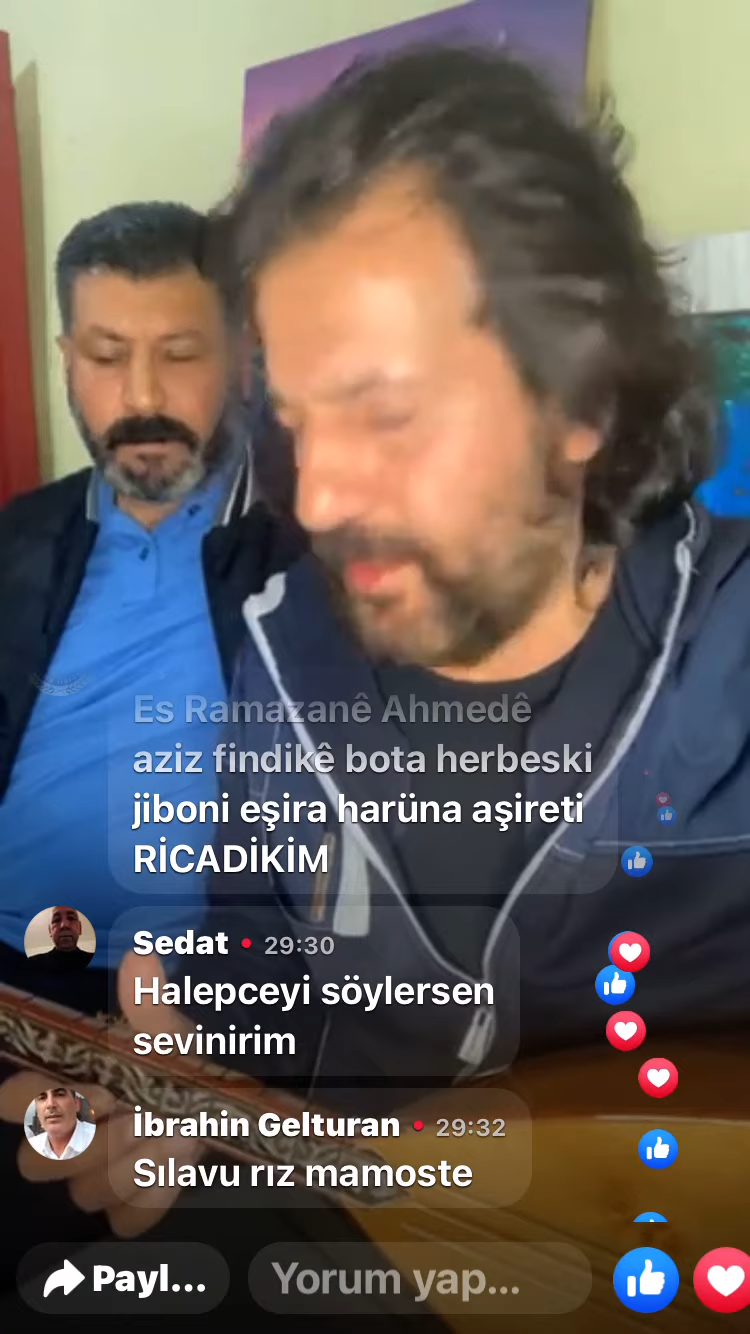 Es Ramazanê Ahmedê
aziz findikê bota herbeski
jiboni eşira harüna aşireti
RİCADİKİM
Sedat • 29:30
Halepceyi söylersen
sevinirim
İbrahin Gelturan • 29:32
Sılavu rız mamoste
Payl...
Yorum yap...